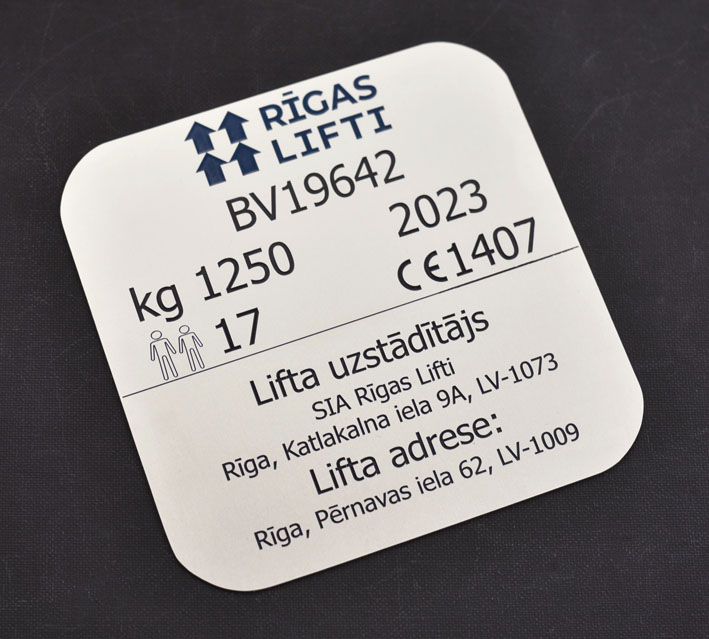 RĪGAS
LIFTI
BV19642
kg 1250 2023
17 CE1407
Lifta uzstādītājs
SIA Rīgas Lifti
Rīga, Katlakalna iela 9A, LV-1073
Lifta adrese:
Rīga, Pērnavas iela 62, LV-1009